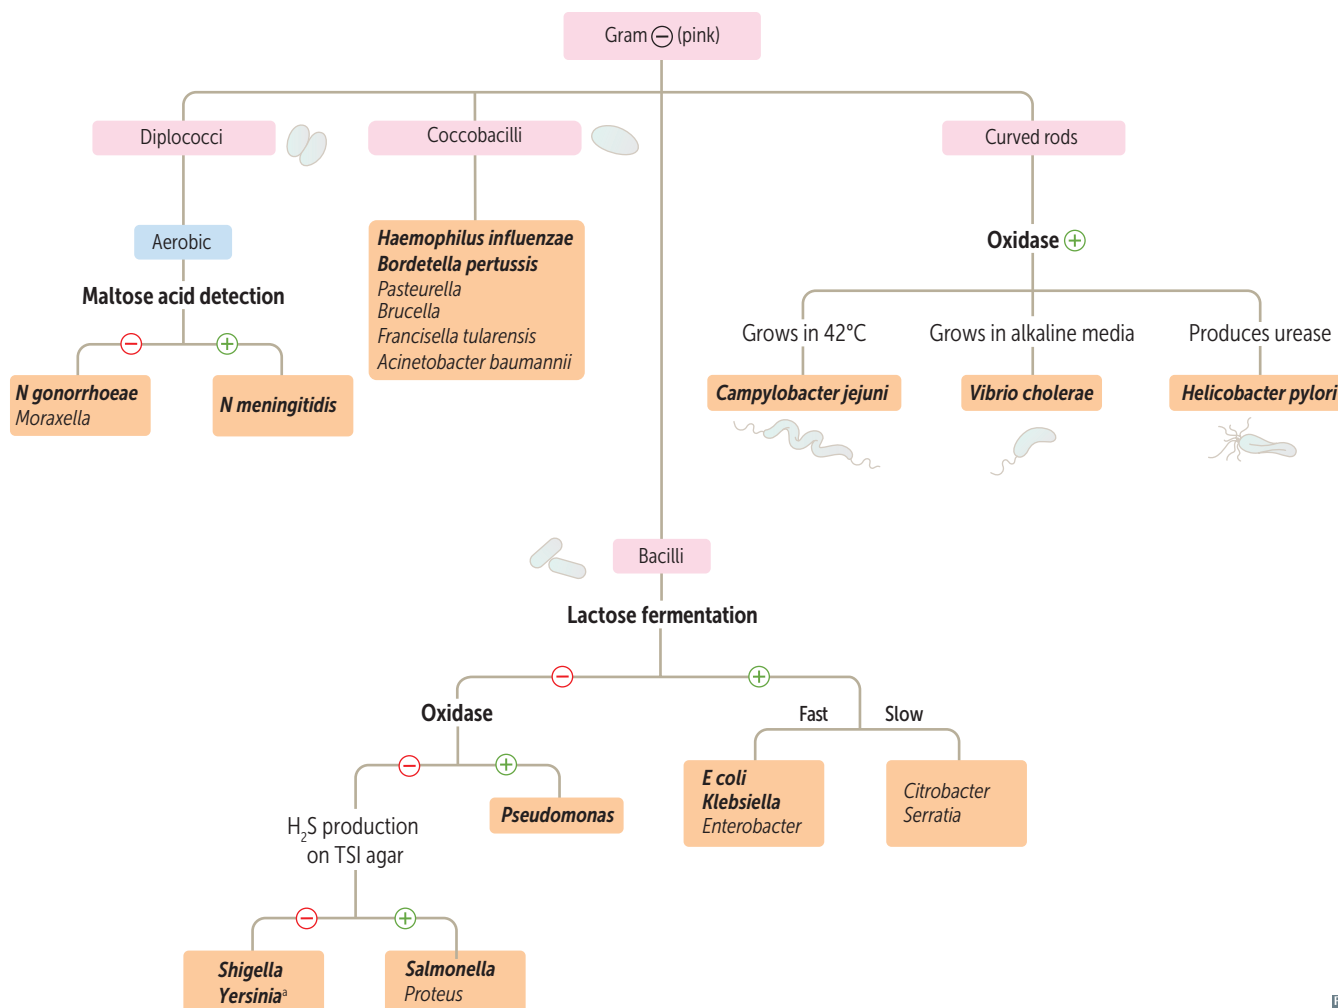 Gram ⊖ (pink)
Diplococci
Coccobacilli
Curved rods
Aerobic
Maltose acid detection
−
+
N gonorrhoeae
Moraxella
N meningitidis
Haemophilus influenzae
Bordetella pertussis
Pasteurella
Brucella
Francisella tularensis
Acinetobacter baumannii
Oxidase ⊕
Grows in 42°C
Grows in alkaline media
Produces urease
Campylobacter jejuni
Vibrio cholerae
Helicobacter pylori
Bacilli
Lactose fermentation
−
+
Oxidase
Fast
Slow
−
+
E coli
Klebsiella
Enterobacter
Citrobacter
Serratia
Pseudomonas
H₂S production
on TSI agar
−
+
Shigella
Yersiniaᵃ
Salmonella
Proteus